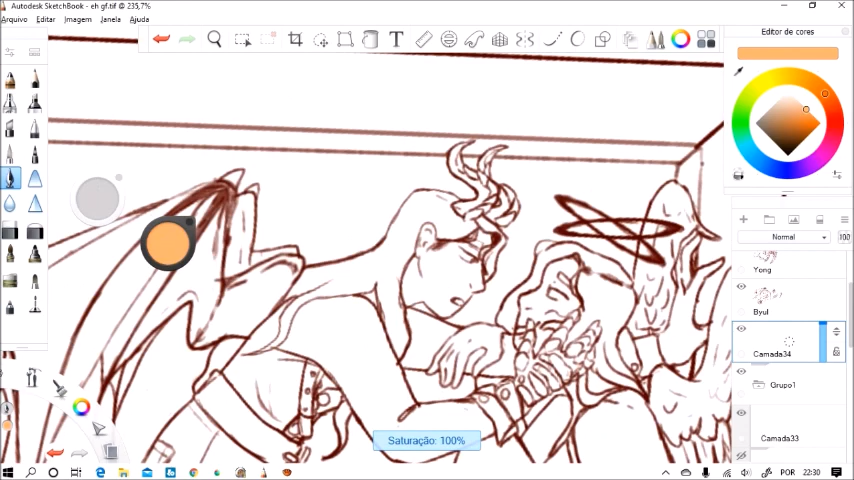 Autodesk SketchBook - eh gf.tif @ 235,7%
Arquivo Editar Imagem Janela Ajuda
T
Editor de cores
Normal
100
Yong
Byul
Camada34
Grupo1
Camada33
Saturação: 100%
POR 22:30